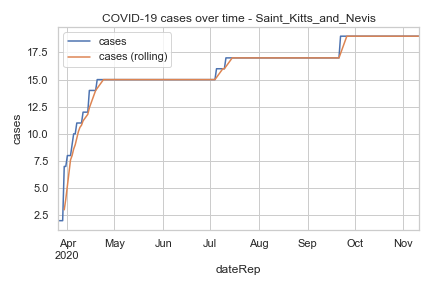 COVID-19 cases over time - Saint_Kitts_and_Nevis
cases
cases (rolling)
17.5
15.0
12.5
10.0
7.5
5.0
2.5
cases
Apr May Jun Jul Aug Sep Oct Nov
2020
dateRep